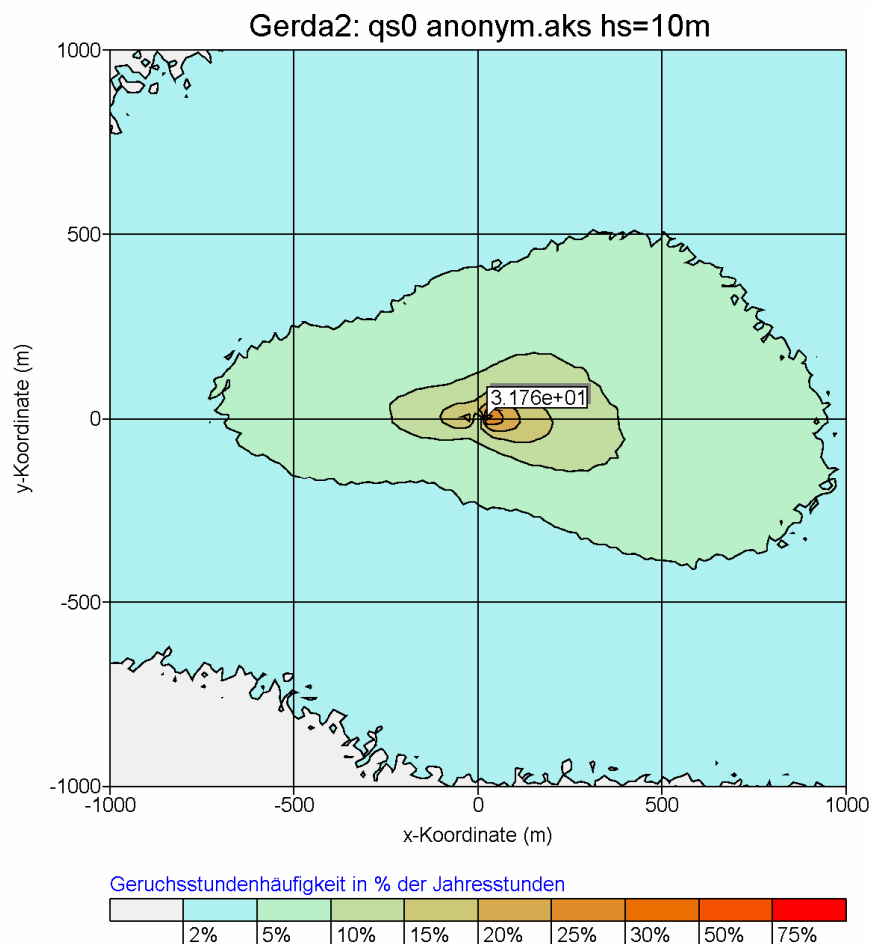 Gerda2: qs0 anonym.aks hs=10m
1000
500
0
-500
-1000
y-Koordinate (m)
3.176e+01
-1000 -500 0 500 1000
x-Koordinate (m)
Geruchsstundenhäufigkeit in % der Jahresstunden
2% 5% 10% 15% 20% 25% 30% 50% 75%